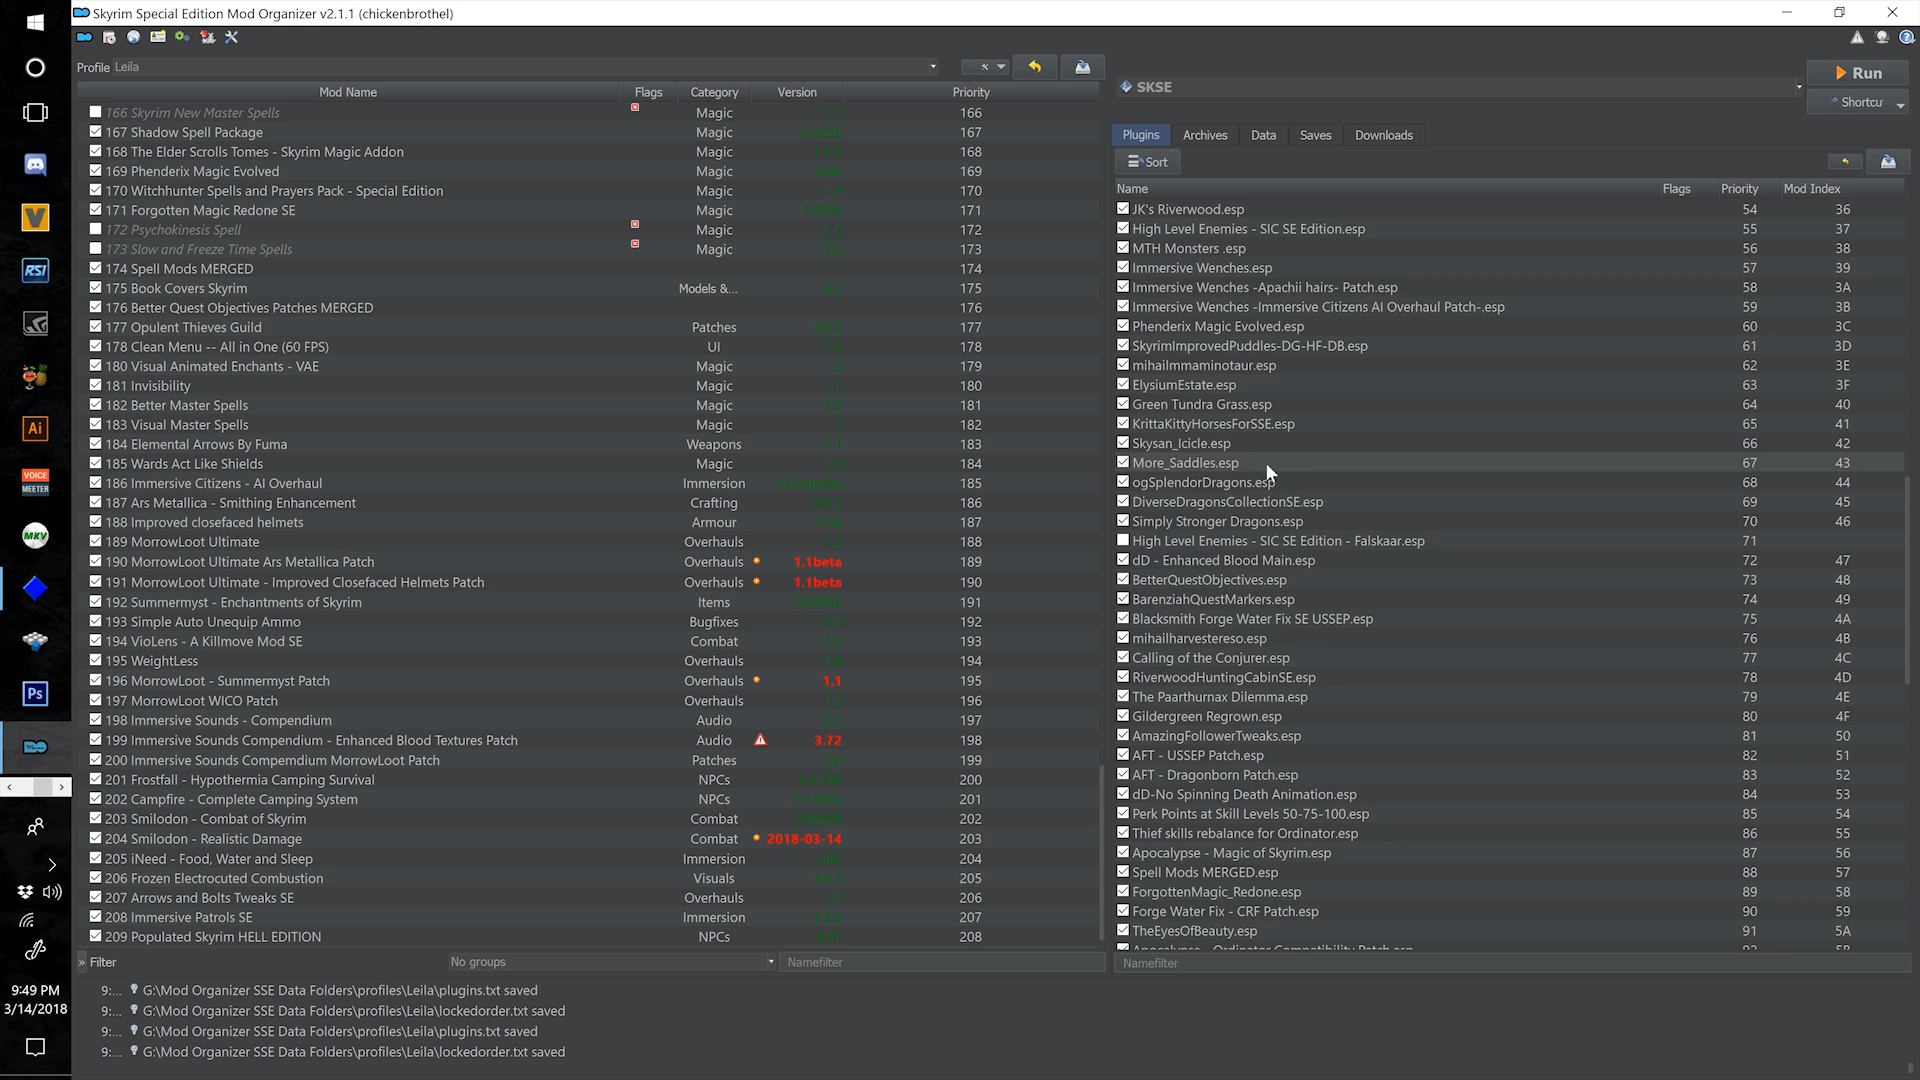 Skyrim Special Edition Mod Organizer v2.1.1 (chickenbrothel)
Profile Leila
Mod Name Flags Category Version Priority
166 Skyrim New Master Spells Magic 166
167 Shadow Spell Package Magic 167
168 The Elder Scrolls Tomes - Skyrim Magic Addon Magic 168
169 Phenderix Magic Evolved Magic 169
170 Witchhunter Spells and Prayers Pack - Special Edition Magic 170
171 Forgotten Magic Redone SE Magic 171
172 Psychokinesis Spell Magic 172
173 Slow and Freeze Time Spells Magic 173
174 Spell Mods MERGED 174
175 Book Covers Skyrim Models &... 175
176 Better Quest Objectives Patches MERGED 176
177 Opulent Thieves Guild Patches 177
178 Clean Menu -- All in One (60 FPS) UI 178
180 Visual Animated Enchants - VAE Magic 179
181 Invisibility Magic 180
182 Better Master Spells Magic 181
183 Visual Master Spells Magic 182
184 Elemental Arrows By Fuma Weapons 183
185 Wards Act Like Shields Magic 184
186 Immersive Citizens - AI Overhaul Immersion 185
187 Ars Metallica - Smithing Enhancement Crafting 186
188 Improved closefaced helmets Armour 187
189 MorrowLoot Ultimate Overhauls 188
190 MorrowLoot Ultimate Ars Metallica Patch Overhauls 1.1beta 189
191 MorrowLoot Ultimate - Improved Closefaced Helmets Patch Overhauls 1.1beta 190
192 Summermyst - Enchantments of Skyrim Items 191
193 Simple Auto Unequip Ammo Bugfixes 192
194 VioLens - A Killmove Mod SE Combat 193
195 WeightLess Overhauls 194
196 MorrowLoot - Summermyst Patch Overhauls 1.1 195
197 MorrowLoot WICO Patch Overhauls 196
198 Immersive Sounds - Compendium Audio 197
199 Immersive Sounds Compendium - Enhanced Blood Textures Patch Audio 3.72 198
200 Immersive Sounds Compemdium MorrowLoot Patch Patches 199
201 Frostfall - Hypothermia Camping Survival NPCs 200
202 Campfire - Complete Camping System NPCs 201
203 Smilodon - Combat of Skyrim Combat 202
204 Smilodon - Realistic Damage Combat 2018-03-14 203
205 iNeed - Food, Water and Sleep Immersion 204
206 Frozen Electrocuted Combustion Visuals 205
207 Arrows and Bolts Tweaks SE Overhauls 206
208 Immersive Patrols SE Immersion 207
209 Populated Skyrim HELL EDITION NPCs 208
» Filter No groups Namefilter
9:... G:\Mod Organizer SSE Data Folders\profiles\Leila\plugins.txt saved
9:... G:\Mod Organizer SSE Data Folders\profiles\Leila\lockedorder.txt saved
9:... G:\Mod Organizer SSE Data Folders\profiles\Leila\plugins.txt saved
9:... G:\Mod Organizer SSE Data Folders\profiles\Leila\lockedorder.txt saved
SKSE
Run
Shortcu
Plugins Archives Data Saves Downloads
Sort
Name Flags Priority Mod Index
JK's Riverwood.esp 54 36
High Level Enemies - SIC SE Edition.esp 55 37
MTH Monsters .esp 56 38
Immersive Wenches.esp 57 39
Immersive Wenches -Apachii hairs- Patch.esp 58 3A
Immersive Wenches -Immersive Citizens AI Overhaul Patch-.esp 59 3B
Phenderix Magic Evolved.esp 60 3C
SkyrimImprovedPuddles-DG-HF-DB.esp 61 3D
mihailmmaminotaur.esp 62 3E
ElysiumEstate.esp 63 3F
Green Tundra Grass.esp 64 40
KrittaKittyHorsesForSSE.esp 65 41
Skysan_Icicle.esp 66 42
More_Saddles.esp 67 43
ogSplendorDragons.esp 68 44
DiverseDragonsCollectionSE.esp 69 45
Simply Stronger Dragons.esp 70 46
High Level Enemies - SIC SE Edition - Falskaar.esp 71
dD - Enhanced Blood Main.esp 72 47
BetterQuestObjectives.esp 73 48
BarenziahQuestMarkers.esp 74 49
Blacksmith Forge Water Fix SE USSEP.esp 75 4A
mihailharvestereso.esp 76 4B
Calling of the Conjurer.esp 77 4C
RiverwoodHuntingCabinSE.esp 78 4D
The Paarthurnax Dilemma.esp 79 4E
Gildergreen Regrown.esp 80 4F
AmazingFollowerTweaks.esp 81 50
AFT - USSEP Patch.esp 82 51
AFT - Dragonborn Patch.esp 83 52
dD-No Spinning Death Animation.esp 84 53
Perk Points at Skill Levels 50-75-100.esp 85 54
Thief skills rebalance for Ordinator.esp 86 55
Apocalypse - Magic of Skyrim.esp 87 56
Spell Mods MERGED.esp 88 57
ForgottenMagic_Redone.esp 89 58
Forge Water Fix - CRF Patch.esp 90 59
TheEyesOfBeauty.esp 91 5A
Apocalypse - Ordinator Compatibility Patch.esp 92 5B
Namefilter
RSI
Ai
VOICE
MEETER
MKV
Ps
9:49 PM
3/14/2018